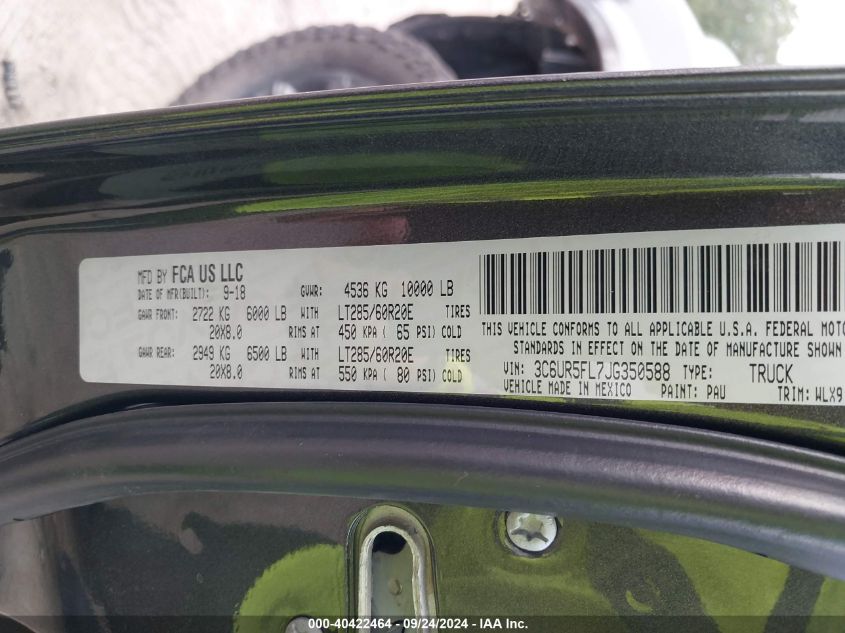 MFD BY FCA US LLC
DATE OF MFR(BUILT): 9-18 GVWR: 4536 KG 10000 LB
GAWR FRONT: 2722 KG 6000 LB WITH LT285/60R20E TIRES
20X8.0 RIMS AT 450 KPA ( 65 PSI) COLD
GAWR REAR: 2949 KG 6500 LB WITH LT285/60R20E TIRES
20X8.0 RIMS AT 550 KPA ( 80 PSI) COLD
THIS VEHICLE CONFORMS TO ALL APPLICABLE U.S.A. FEDERAL MOTO
STANDARDS IN EFFECT ON THE DATE OF MANUFACTURE SHOWN
VIN: 3C6UR5FL7JG350588 TYPE: TRUCK
VEHICLE MADE IN MEXICO PAINT: PAU TRIM: WLX9
000-40422464 - 09/24/2024 - IAA Inc.